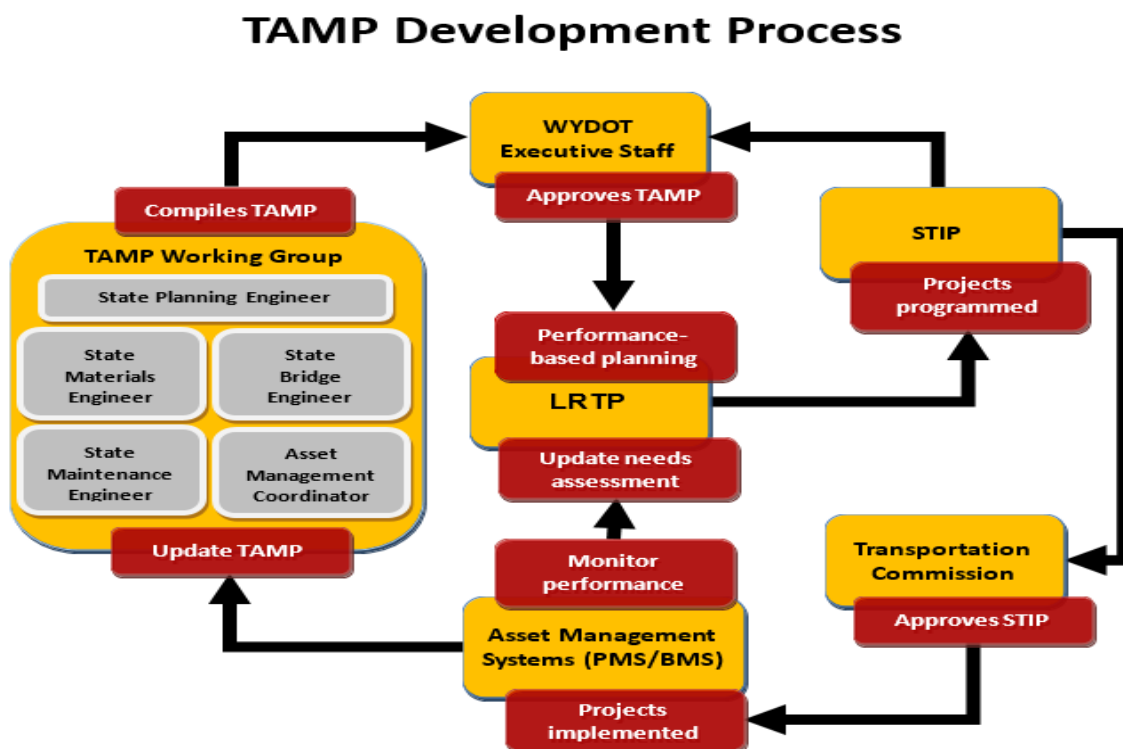 TAMP Development Process
WYDOT
Executive Staff
Approves TAMP
Compiles TAMP
TAMP Working Group
State Planning Engineer
State
Materials
Engineer
State
Bridge
Engineer
State
Maintenance
Engineer
Asset
Management
Coordinator
Update TAMP
STIP
Projects
programmed
Performance-
based planning
LRTP
Update needs
assessment
Monitor
performance
Asset Management
Systems (PMS/BMS)
Projects
implemented
Transportation
Commission
Approves STIP